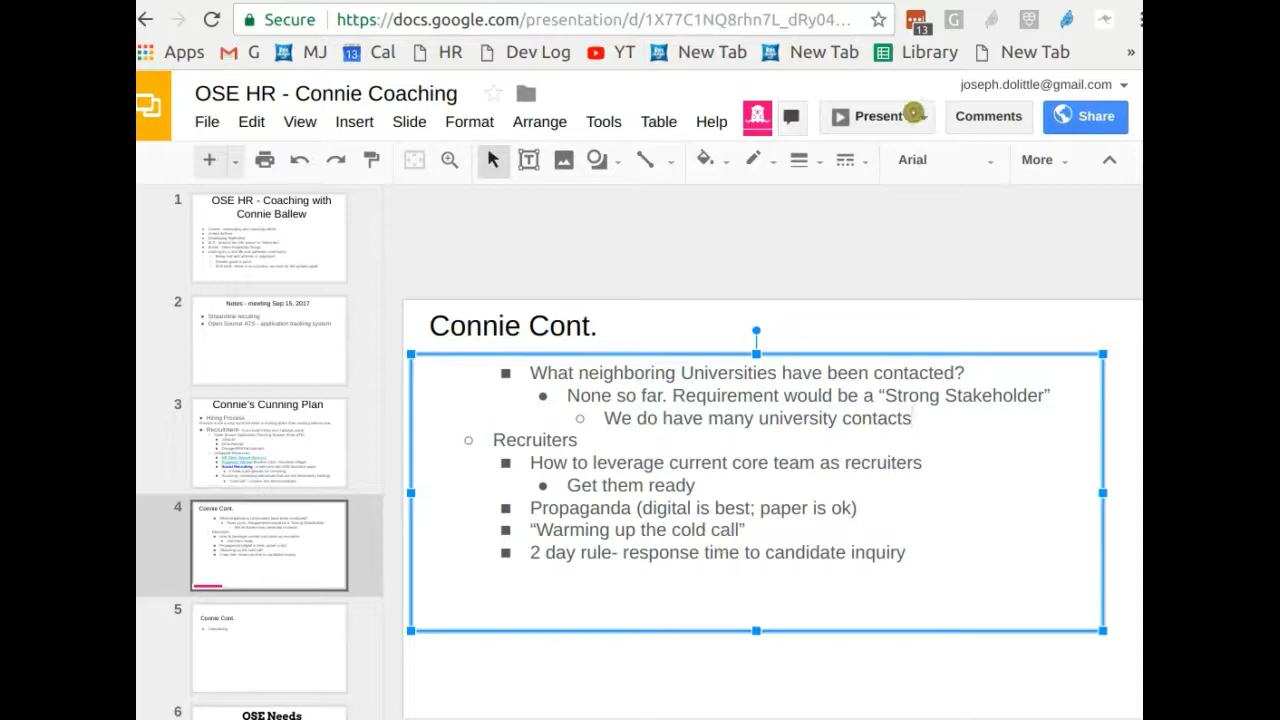 Secure https://docs.google.com/presentation/d/1X77C1NQ8rhn7L_dRy04...
13
Apps G MJ 13 Cal HR Dev Log YT New Tab New Tab Library New Tab »
joseph.dolittle@gmail.com
OSE HR - Connie Coaching
File Edit View Insert Format Slide Arrange Tools Table Help
Present Comments Share
Arial More
1
OSE HR - Coaching with
Connie Ballew
2
Notes - meeting Sep 15, 2017
Streamline recruiting
Open Source ATS - application tracking system
3
Connie's Cunning Plan
Hiring Process
4
Connie Cont.
5
Connie Cont.
6
OSE Needs
Connie Cont.
■ What neighboring Universities have been contacted?
● None so far. Requirement would be a “Strong Stakeholder”
○ We do have many university contacts
○ Recruiters
■ How to leverage current core team as recruiters
● Get them ready
■ Propaganda (digital is best; paper is ok)
■ “Warming up the cold call”
■ 2 day rule- response time to candidate inquiry